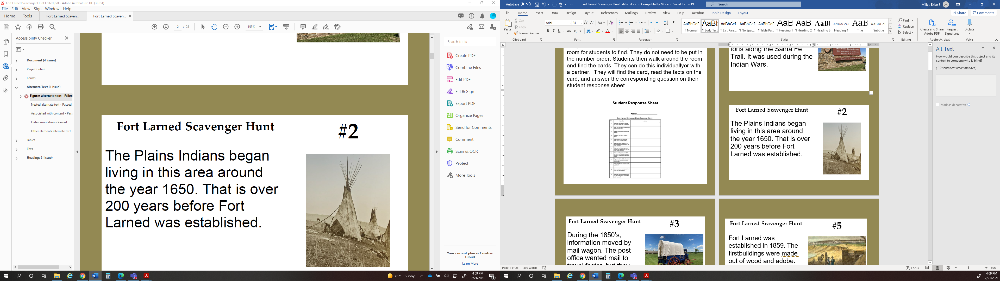 Fort Larned Scavenger Hunt Edited.pdf - Adobe Acrobat Pro DC (32-bit)
File Edit View Sign Window Help
Home Tools Fort Larned Scaven... Fort Larned Scaven... ×
2 / 23 153%
Accessibility Checker
Document (4 issues)
Page Content
Forms
Alternate Text (1 issue)
Figures alternate text - Failed
Nested alternate text - Passed
Associated with content - Pass
Hides annotation - Passed
Other elements alternate text -
Tables
Lists
Headings (1 issue)
Fort Larned Scavenger Hunt
#2
The Plains Indians began
living in this area around
the year 1650. That is over
200 years before Fort
Larned was established.
Search tools
Create PDF
Combine Files
Edit PDF
Fill & Sign
Export PDF
Organize Pages
Send for Comments
Comment
Scan & OCR
Protect
More Tools
Your current plan is Creative
Cloud
Learn More
85°F Sunny
4:09 PM
7/21/2021
3
AutoSave Off
Fort Larned Scavenger Hunt Edited.docx - Compatibility Mode - Saved to this PC
Search
Miller, Brian J
File Home Insert Draw Design Layout References Mailings Review View Help Acrobat Table Design Layout
Share Comments
Paste
Cut
Copy
Format Painter
Clipboard
Arial 24
Font
Paragraph
AaBbCcI AaBl AaBbCcI AaBbCcI AaBbCcI AaB AaB AaBl AaBbCcD AaB AaBbCcD
¶ Normal ¶ Body Text ¶ List Para... ¶ No Spac... ¶ Table Pa... ¶ Heading 1 ¶ Heading 2 ¶ Heading 3 Heading 4 Title Subtitle
Styles
Find
Replace
Select
Editing
Create and Share
Adobe PDF
Request
Signatures
Adobe Acrobat
Dictate
Voice
room for students to find. They do not need to be put in
the number order. Students then walk around the room
and find the cards. They can do this individuallyor with
a partner. They will find the card, read the facts on the
card, and answer the corresponding question on their
student response sheet.
Student Response Sheet
Name:
Fort Larned Scavenger Hunt: Response Sheet
Question Answer
forts along the Santa Fe
Trail. It was used during the
Indian Wars.
Fort Larned Scavenger Hunt
#2
The Plains Indians began
living in this area around
the year 1650. That is over
200 years before Fort
Larned was established.
Fort Larned Scavenger Hunt
#3
During the 1850's,
information moved by
mail wagon. The post
office wanted mail to
travel faster, but they
Fort Larned Scavenger Hunt
#5
Fort Larned was
established in 1859. The
firstbuildings were made
out of wood and adobe.
Alt Text
How would you describe this object and its
context to someone who is blind?
(1-2 sentences recommended)
Mark as decorative
Page 1 of 23 892 words
Focus
80%
4:09 PM
7/21/2021